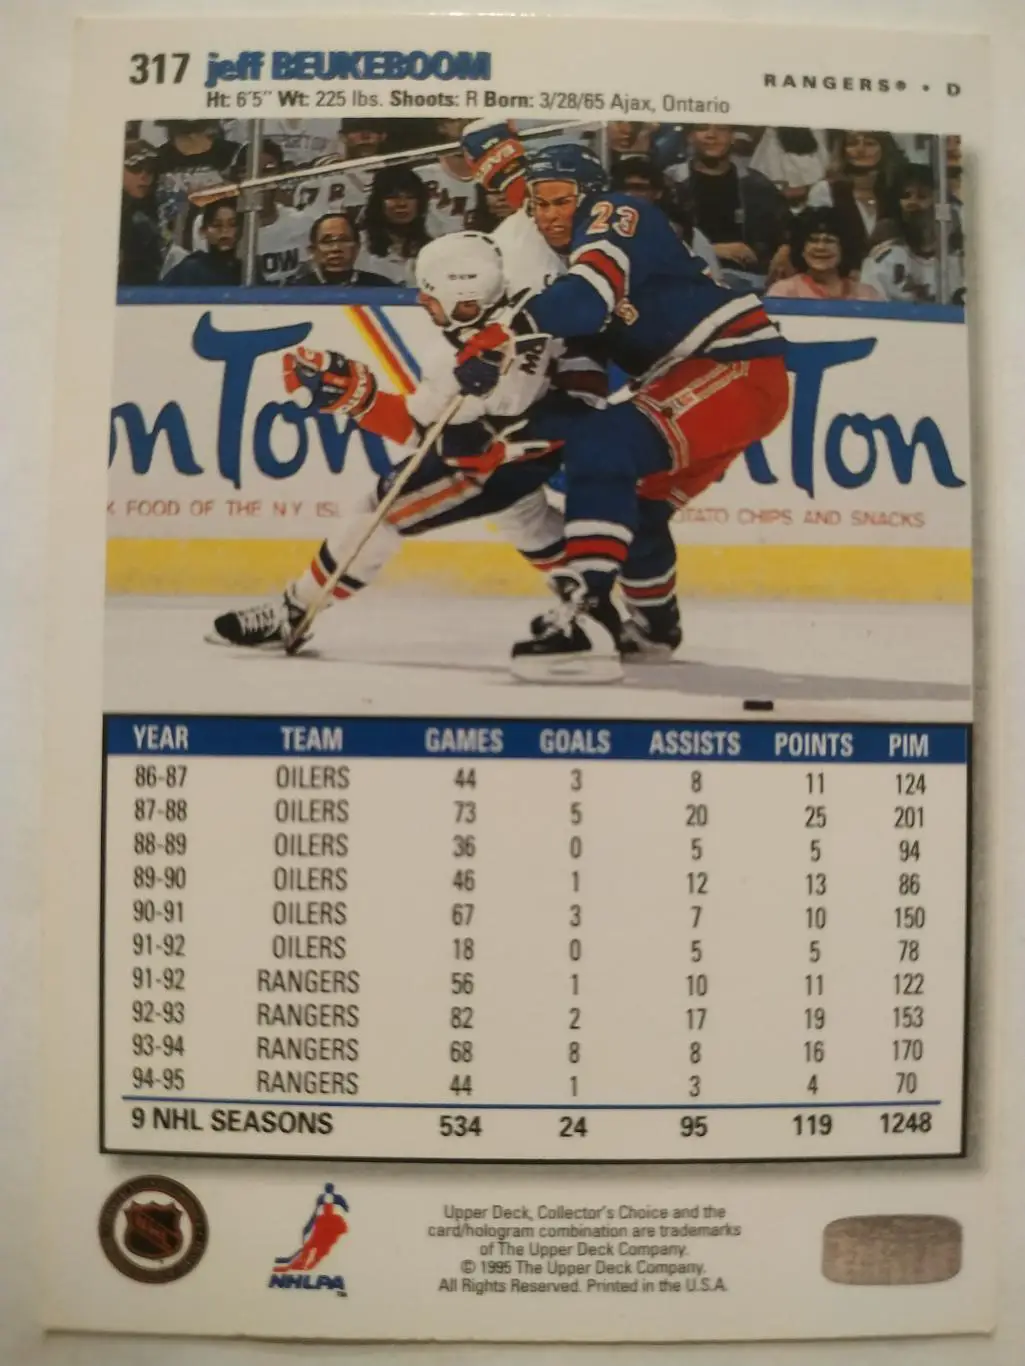 317 jeff BEUKEBOOM
RANGERS® • D
Ht: 6'5" Wt: 225 lbs. Shoots: R Born: 3/28/65 Ajax, Ontario
23
on Ton
Ton
K FOOD OF THE N Y ISL
OTATO CHIPS AND SNACKS
YEAR TEAM GAMES GOALS ASSISTS POINTS PIM
86-87 OILERS 44 3 8 11 124
87-88 OILERS 73 5 20 25 201
88-89 OILERS 36 0 5 5 94
89-90 OILERS 46 1 12 13 86
90-91 OILERS 67 3 7 10 150
91-92 OILERS 18 0 5 5 78
91-92 RANGERS 56 1 10 11 122
92-93 RANGERS 82 2 17 19 153
93-94 RANGERS 68 8 8 16 170
94-95 RANGERS 44 1 3 4 70
9 NHL SEASONS 534 24 95 119 1248
NHL
NHLPA™
Upper Deck, Collector's Choice and the
card/hologram combination are trademarks
of The Upper Deck Company.
© 1995 The Upper Deck Company.
All Rights Reserved. Printed in the U.S.A.